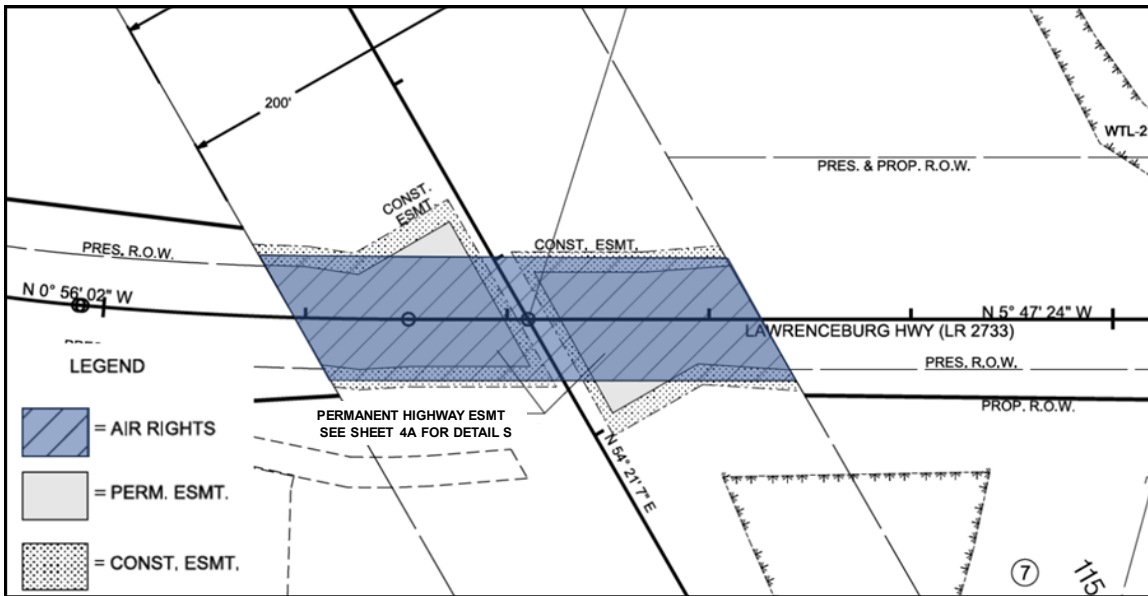 200'
WTL-2
PRES. & PROP. R.O.W.
CONST.
ESMT.
PRES. R.O.W.
CONST. ESMT.
N 0° 56' 02" W
N 5° 47' 24" W
LAWRENCEBURG HWY (LR 2733)
PRES. R.O.W.
PROP. R.O.W.
LEGEND
= AIR RIGHTS
= PERM. ESMT.
= CONST. ESMT.
PERMANENT HIGHWAY ESMT
SEE SHEET 4A FOR DETAIL S
N 54° 21' 7" E
7
115